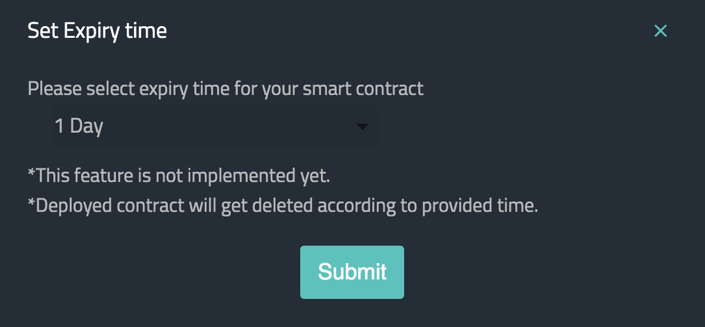 Set Expiry time
Please select expiry time for your smart contract
1 Day
*This feature is not implemented yet.
*Deployed contract will get deleted according to provided time.
Submit